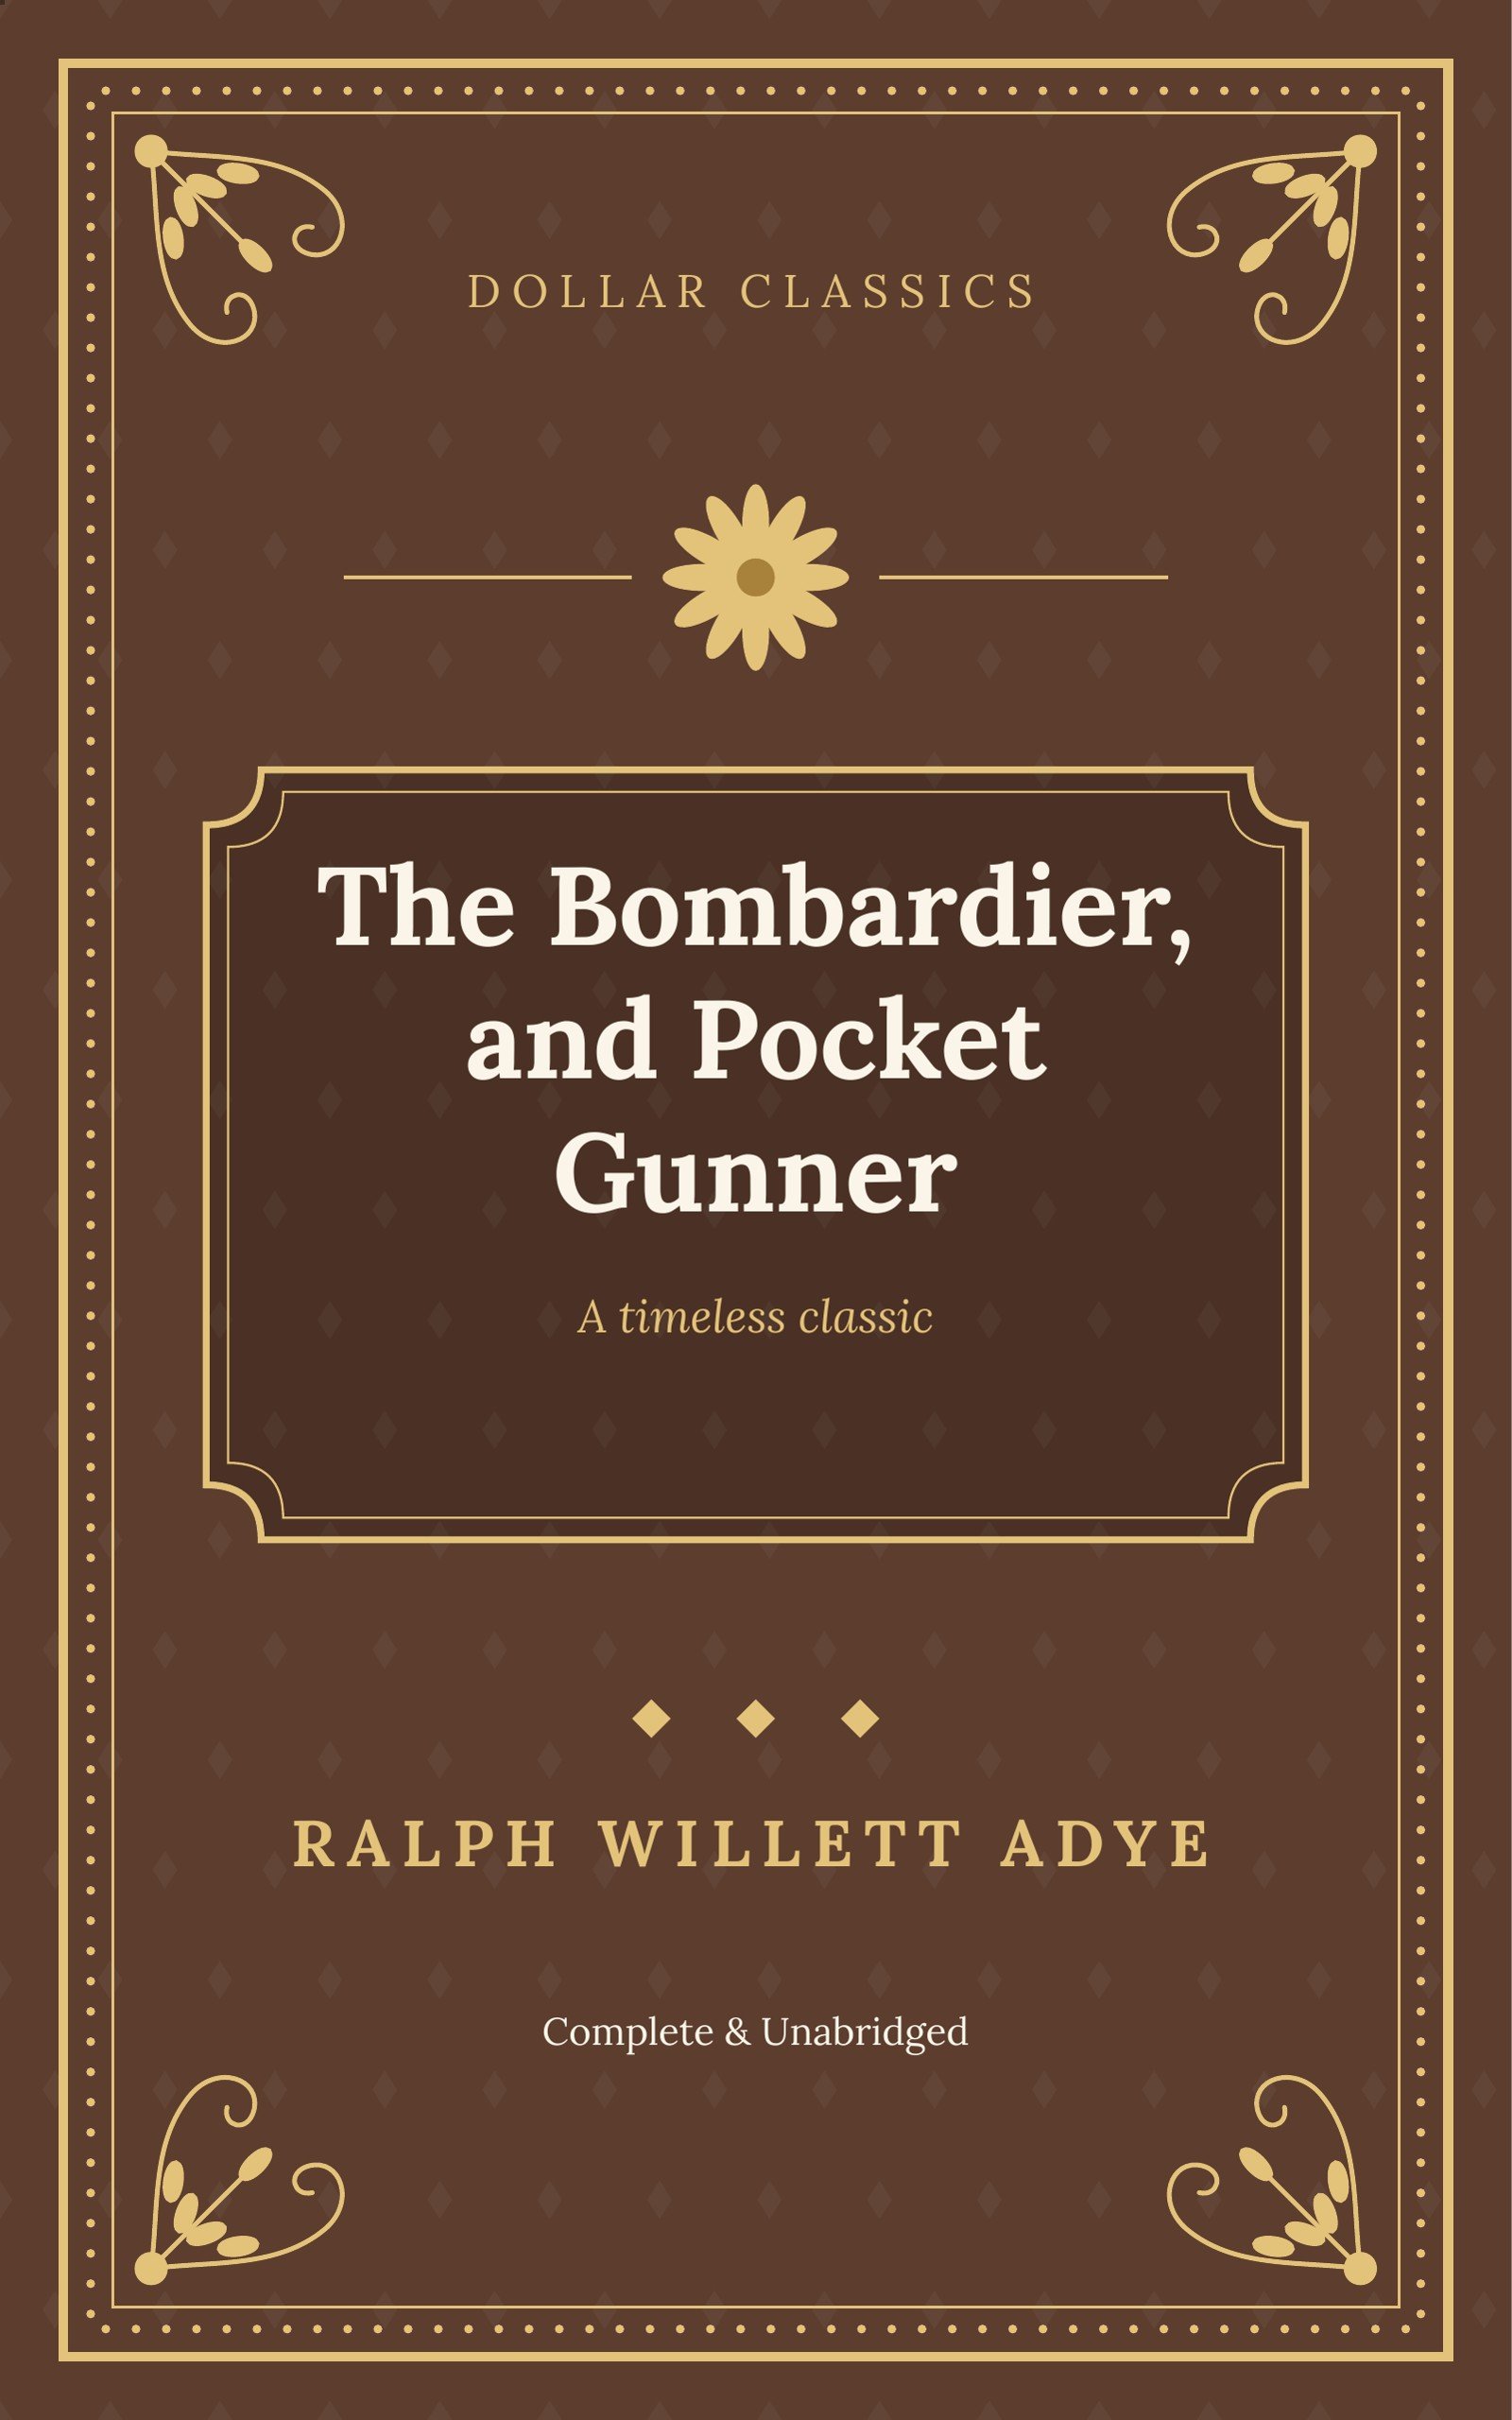 DOLLAR CLASSICS
The Bombardier,
and Pocket
Gunner
A timeless classic
RALPH WILLETT ADYE
Complete & Unabridged